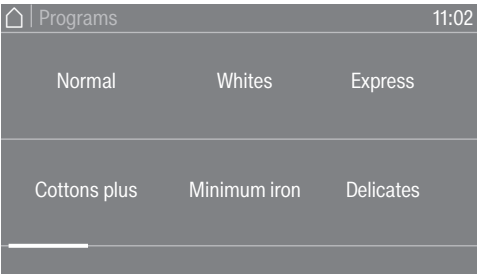 Programs 11:02
Normal Whites Express
Cottons plus Minimum iron Delicates